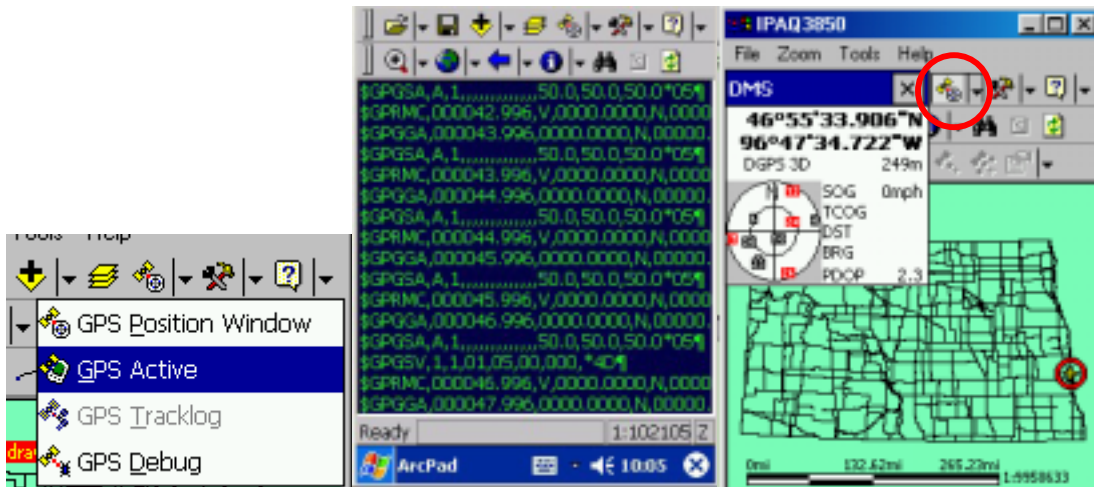 Tools Help
GPS Position Window
GPS Active
GPS Tracklog
GPS Debug
$GPGSA,A,1,,,,,,,,,,,,,50.0,50.0,50.0*05¶
$GPRMC,000042.996,V,0000.0000,N,00000
$GPGGA,000043.996,0000.0000,N,00000.
$GPGSA,A,1,,,,,,,,,,,,,50.0,50.0,50.0*05¶
$GPRMC,000043.996,V,0000.0000,N,0000
$GPGGA,000044.996,0000.0000,N,00000.
$GPGSA,A,1,,,,,,,,,,,,,50.0,50.0,50.0*05¶
$GPRMC,000044.996,V,0000.0000,N,0000
$GPGGA,000045.996,0000.0000,N,00000.
$GPGSA,A,1,,,,,,,,,,,,,50.0,50.0,50.0*05¶
$GPRMC,000045.996,V,0000.0000,N,0000
$GPGGA,000046.996,0000.0000,N,00000.
$GPGSA,A,1,,,,,,,,,,,,,50.0,50.0,50.0*05¶
$GPGSV,1,1,01,05,00,000,*4D¶
$GPRMC,000046.996,V,0000.0000,N,0000
$GPGGA,000047.996,0000.0000,N,00000
Ready 1:102105 Z
ArcPad 10:05
IPAQ3850
File Zoom Tools Help
DMS
46°55'33.906"N
96°47'34.722"W
DGPS 3D 249m
N
SOG 0mph
TCOG
DST
BRG
PDOP 2.3
0mi 132.62mi 265.23mi 1:9958633